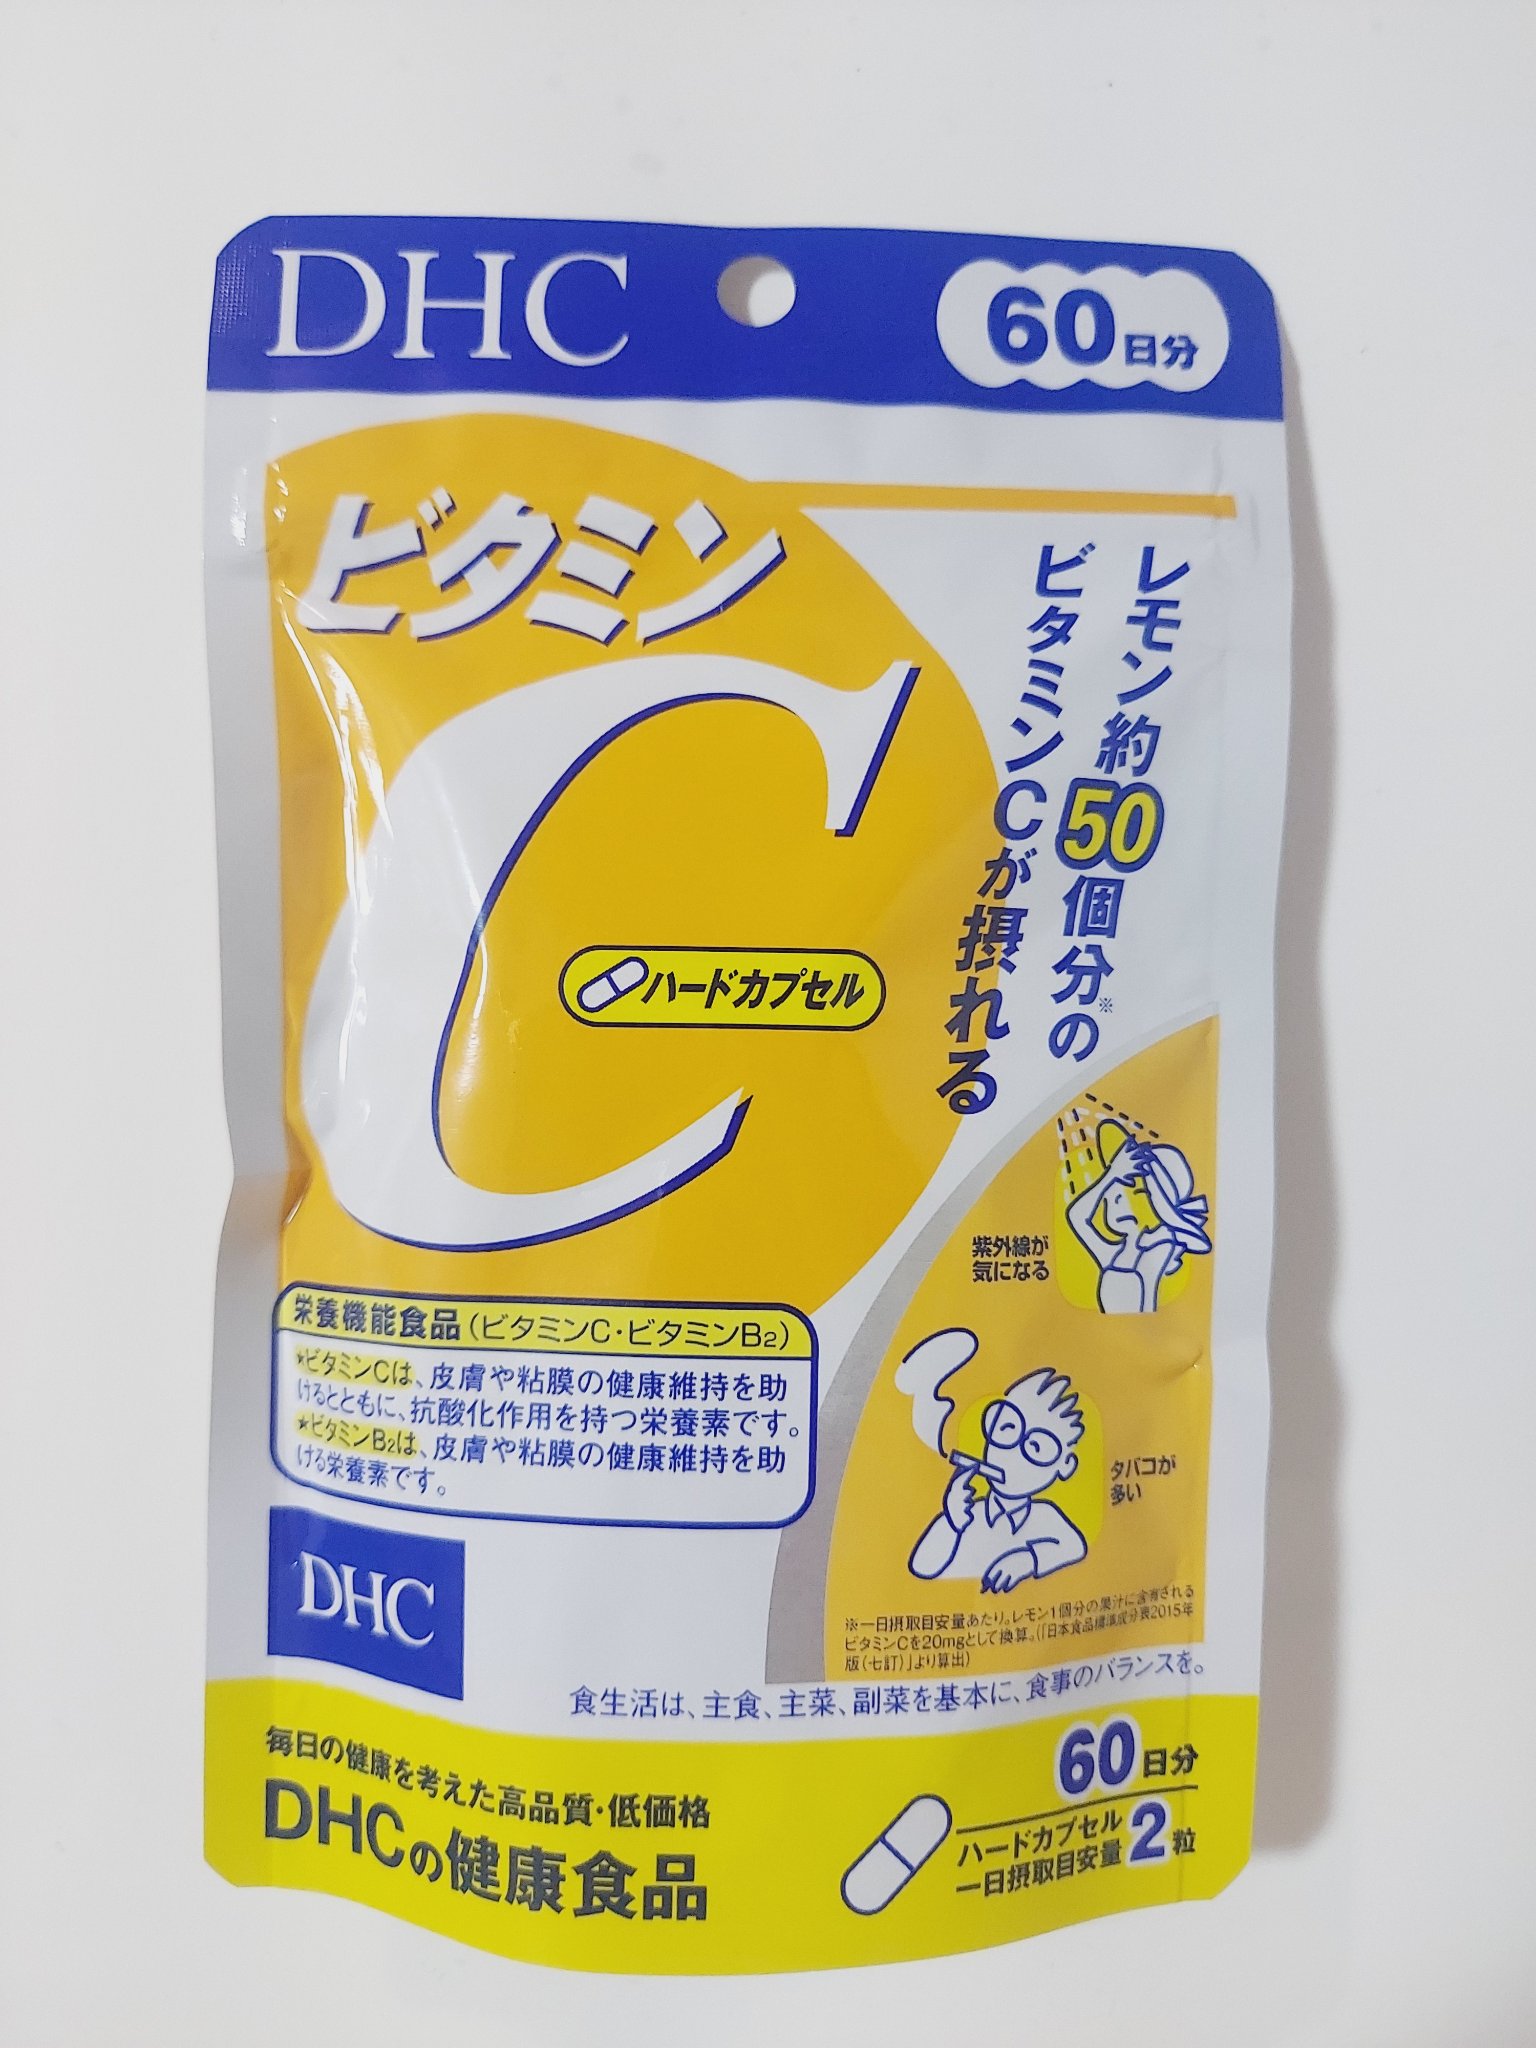 DHC
60日分
ビタミン
C
ハードカプセル
レモン約50個分※の
ビタミンCが摂れる
紫外線が
気になる
タバコが
多い
栄養機能食品(ビタミンC・ビタミンB2)
★ビタミンCは、皮膚や粘膜の健康維持を助
けるとともに、抗酸化作用を持つ栄養素です。
★ビタミンB2は、皮膚や粘膜の健康維持を助
ける栄養素です。
※一日摂取目安量あたり。レモン1個分の果汁に含有される
ビタミンCを20mgとして換算。(「日本食品標準成分表2015年
版(七訂)」より算出)
DHC
食生活は、主食、主菜、副菜を基本に、食事のバランスを。
毎日の健康を考えた高品質・低価格
DHCの健康食品
60日分
ハードカプセル
一日摂取目安量2粒